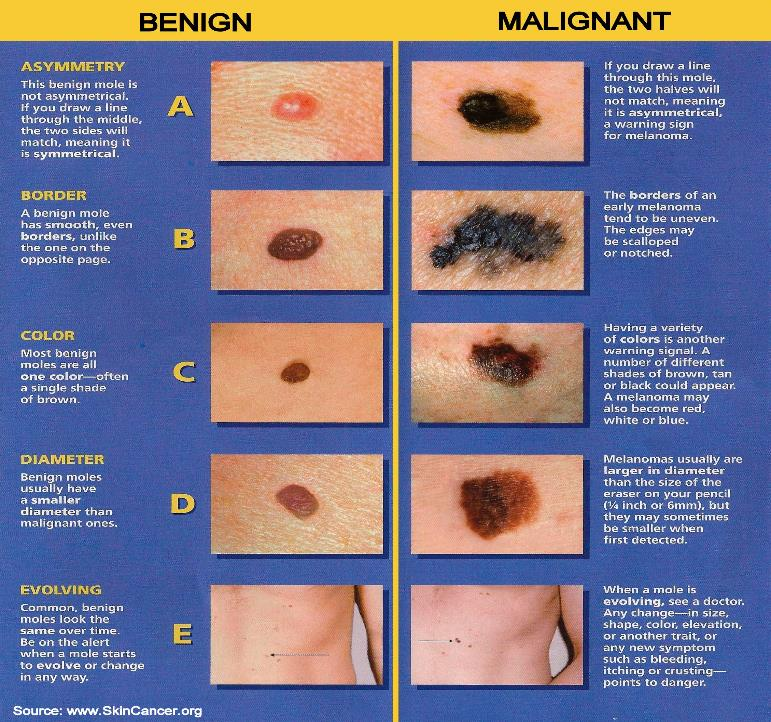 BENIGN
MALIGNANT
ASYMMETRY
This benign mole is
not asymmetrical.
If you draw a line
through the middle,
the two sides will
match, meaning it
is symmetrical.
A
If you draw a line
through this mole,
the two halves will
not match, meaning
it is asymmetrical,
a warning sign
for melanoma.
BORDER
A benign mole
has smooth, even
borders, unlike
the one on the
opposite page.
B
The borders of an
early melanoma
tend to be uneven.
The edges may
be scalloped
or notched.
COLOR
Most benign
moles are all
one color—often
a single shade
of brown.
C
Having a variety
of colors is another
warning signal. A
number of different
shades of brown, tan
or black could appear.
A melanoma may
also become red,
white or blue.
DIAMETER
Benign moles
usually have
a smaller
diameter than
malignant ones.
D
Melanomas usually are
larger in diameter
than the size of the
eraser on your pencil
(¼ inch or 6mm), but
they may sometimes
be smaller when
first detected.
EVOLVING
Common, benign
moles look the
same over time.
Be on the alert
when a mole starts
to evolve or change
in any way.
E
When a mole is
evolving, see a doctor.
Any change—in size,
shape, color, elevation,
or another trait, or
any new symptom
such as bleeding,
itching or crusting—
points to danger.
Source: www.SkinCancer.org